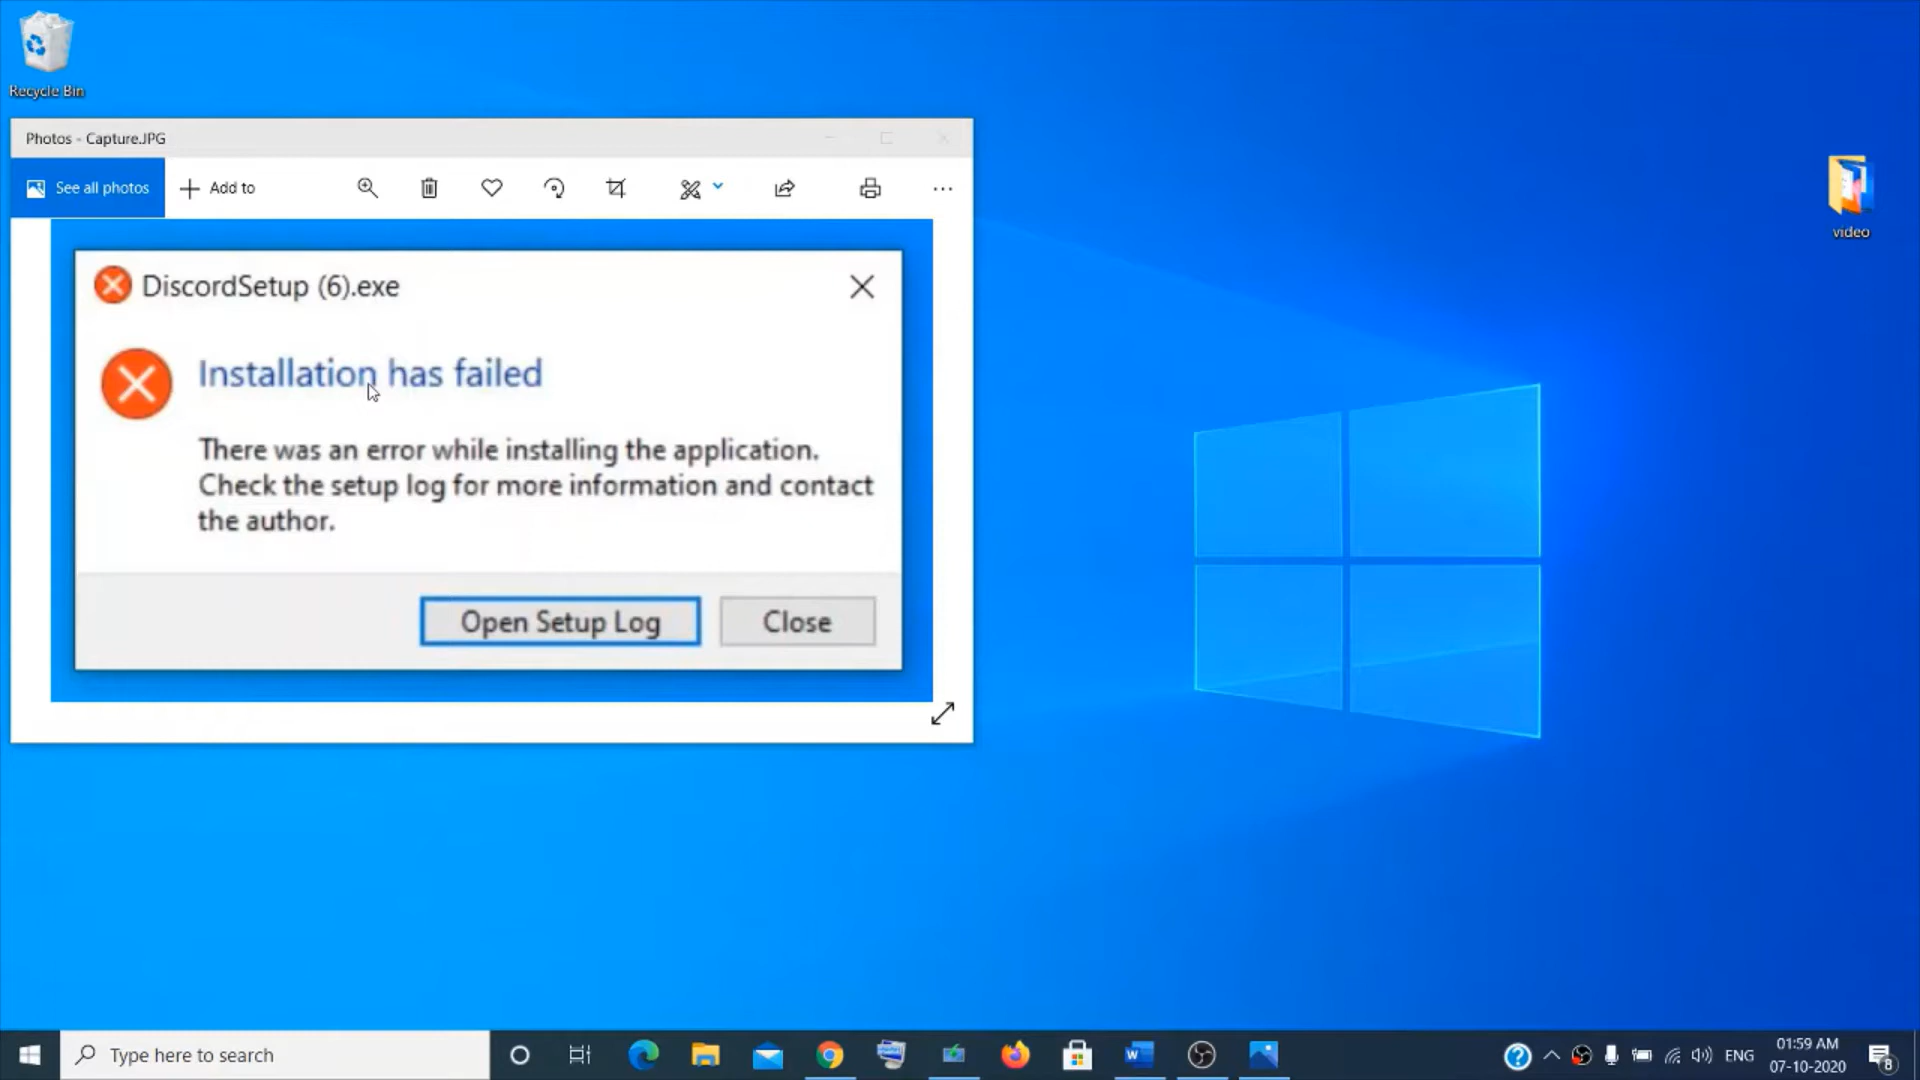 Recycle Bin
Photos - Capture.JPG
See all photos
Add to
video
DiscordSetup (6).exe
Installation has failed
There was an error while installing the application.
Check the setup log for more information and contact
the author.
Open Setup Log
Close
Type here to search
W
ENG
01:59 AM
07-10-2020
8